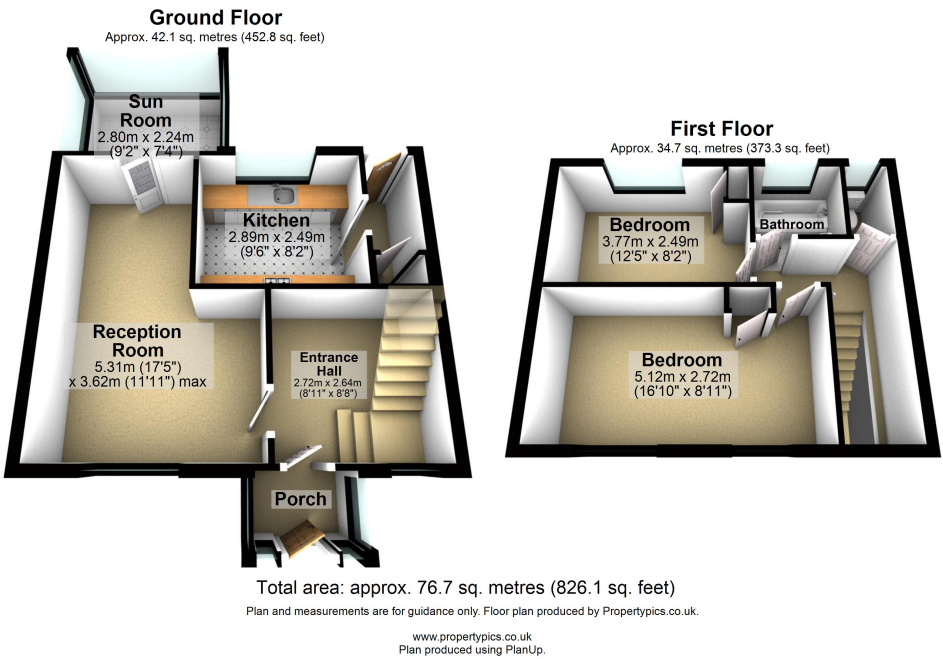 Ground Floor
Approx. 42.1 sq. metres (452.8 sq. feet)
Sun
Room
2.80m x 2.24m
(9'2" x 7'4")
Kitchen
2.89m x 2.49m
(9'6" x 8'2")
Reception
Room
5.31m (17'5")
x 3.62m (11'11") max
Entrance
Hall
2.72m x 2.64m
(8'11" x 8'8")
Porch
First Floor
Approx. 34.7 sq. metres (373.3 sq. feet)
Bedroom
3.77m x 2.49m
(12'5" x 8'2")
Bathroom
Bedroom
5.12m x 2.72m
(16'10" x 8'11")
Total area: approx. 76.7 sq. metres (826.1 sq. feet)
Plan and measurements are for guidance only. Floor plan produced by Propertypics.co.uk.
www.propertypics.co.uk
Plan produced using PlanUp.